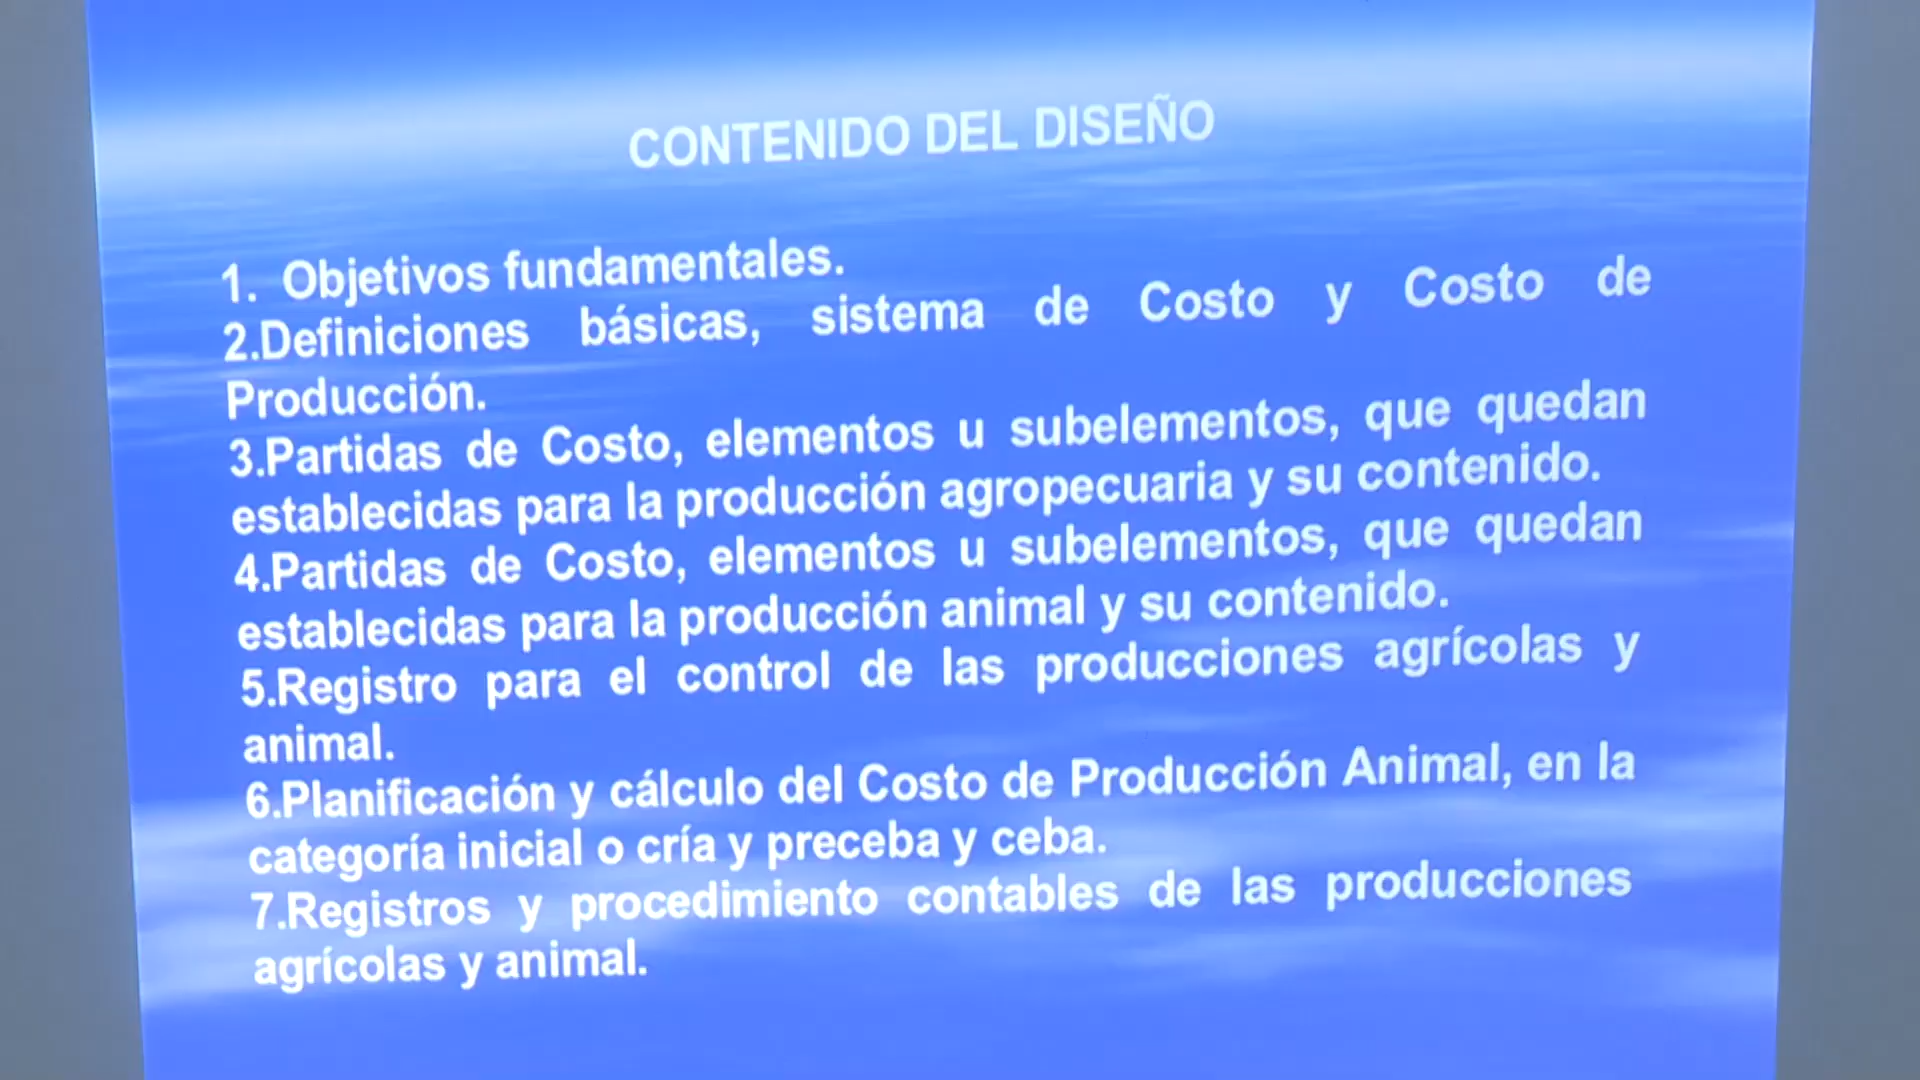 CONTENIDO DEL DISEÑO
1. Objetivos fundamentales.
2.Definiciones básicas, sistema de Costo y Costo de
Producción.
3.Partidas de Costo, elementos u subelementos, que quedan
establecidas para la producción agropecuaria y su contenido.
4.Partidas de Costo, elementos u subelementos, que quedan
establecidas para la producción animal y su contenido.
5.Registro para el control de las producciones agrícolas y
animal.
6.Planificación y cálculo del Costo de Producción Animal, en la
categoría inicial o cría y preceba y ceba.
7.Registros y procedimiento contables de las producciones
agrícolas y animal.